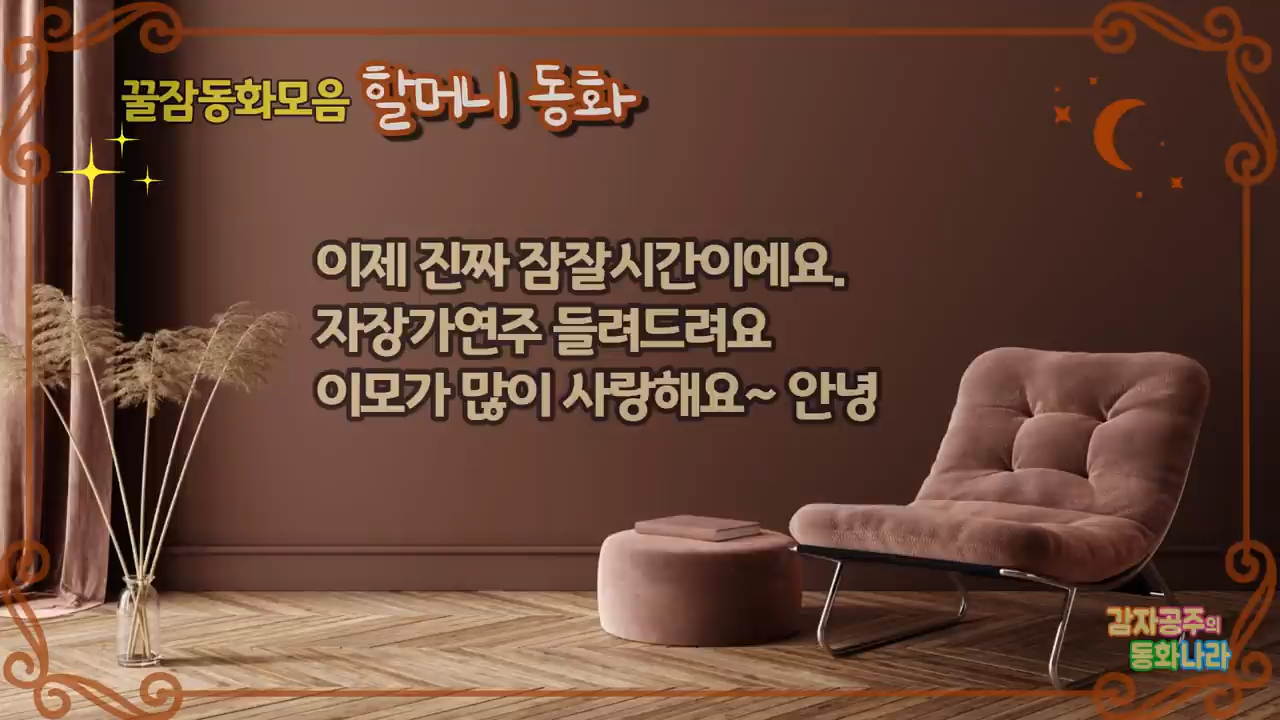 꿀잠동화모음 할머니 동화
이제 진짜 잠잘시간이에요.
자장가연주 들려드려요
이모가 많이 사랑해요~ 안녕
감자공주의
동화나라